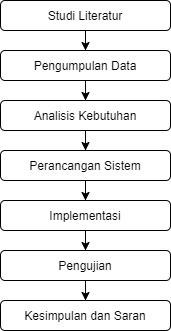 Studi Literatur
Pengumpulan Data
Analisis Kebutuhan
Perancangan Sistem
Implementasi
Pengujian
Kesimpulan dan Saran